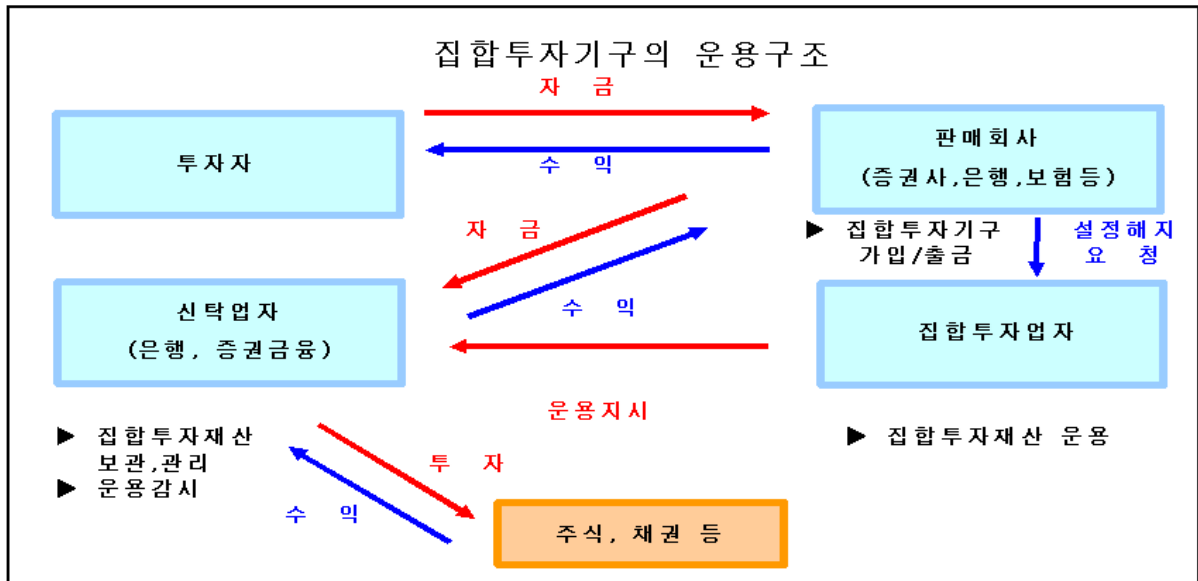 집합투자기구의 운용구조
자 금
투자자
수 익
판매회사
(증권사,은행,보험등)
자 금
▶ 집합투자기구
가입/출금
설정해지
요 청
신탁업자
(은행, 증권금융)
수 익
집합투자업자
운용지시
▶ 집합투자재산
보관,관리
▶ 운용감시
▶ 집합투자재산 운용
투 자
수 익
주식, 채권 등